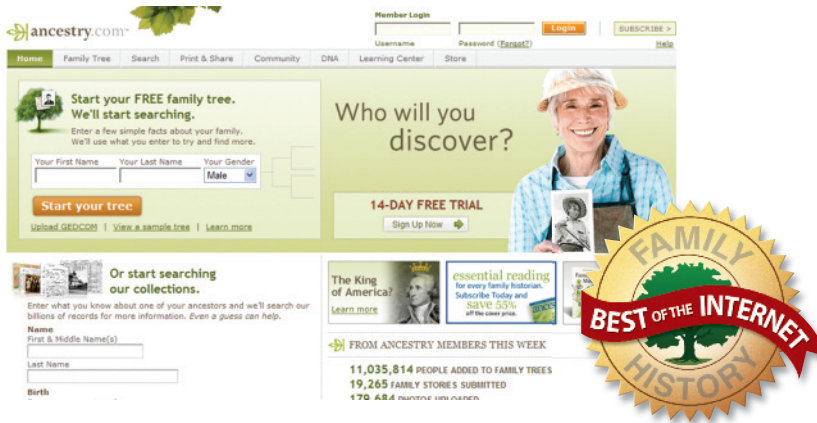 ancestry.com
Member Login
Login
SUBSCRIBE >
Username
Password (Forgot?)
Help
Home Family Tree Search Print & Share Community DNA Learning Center Store
Start your FREE family tree.
We'll start searching.
Enter a few simple facts about your family.
We'll use what you enter to try and find more.
Your First Name Your Last Name Your Gender
Male
Start your tree
Upload GEDCOM | View a sample tree | Learn more
Who will you
discover?
14-DAY FREE TRIAL
Sign Up Now
Or start searching
our collections.
Enter what you know about one of your ancestors and we'll search our
billions of records for more information. Even a guess can help.
Name
First & Middle Name(s)
Last Name
Birth
The King
of America?
Learn more
essential reading
for every family historian.
Subscribe Today and
save 55%
off the cover price.
FROM ANCESTRY MEMBERS THIS WEEK
11,035,814 PEOPLE ADDED TO FAMILY TREES
19,265 FAMILY STORIES SUBMITTED
179,684 PHOTOS UPLOADED
FAMILY
BEST OF THE INTERNET
HISTORY